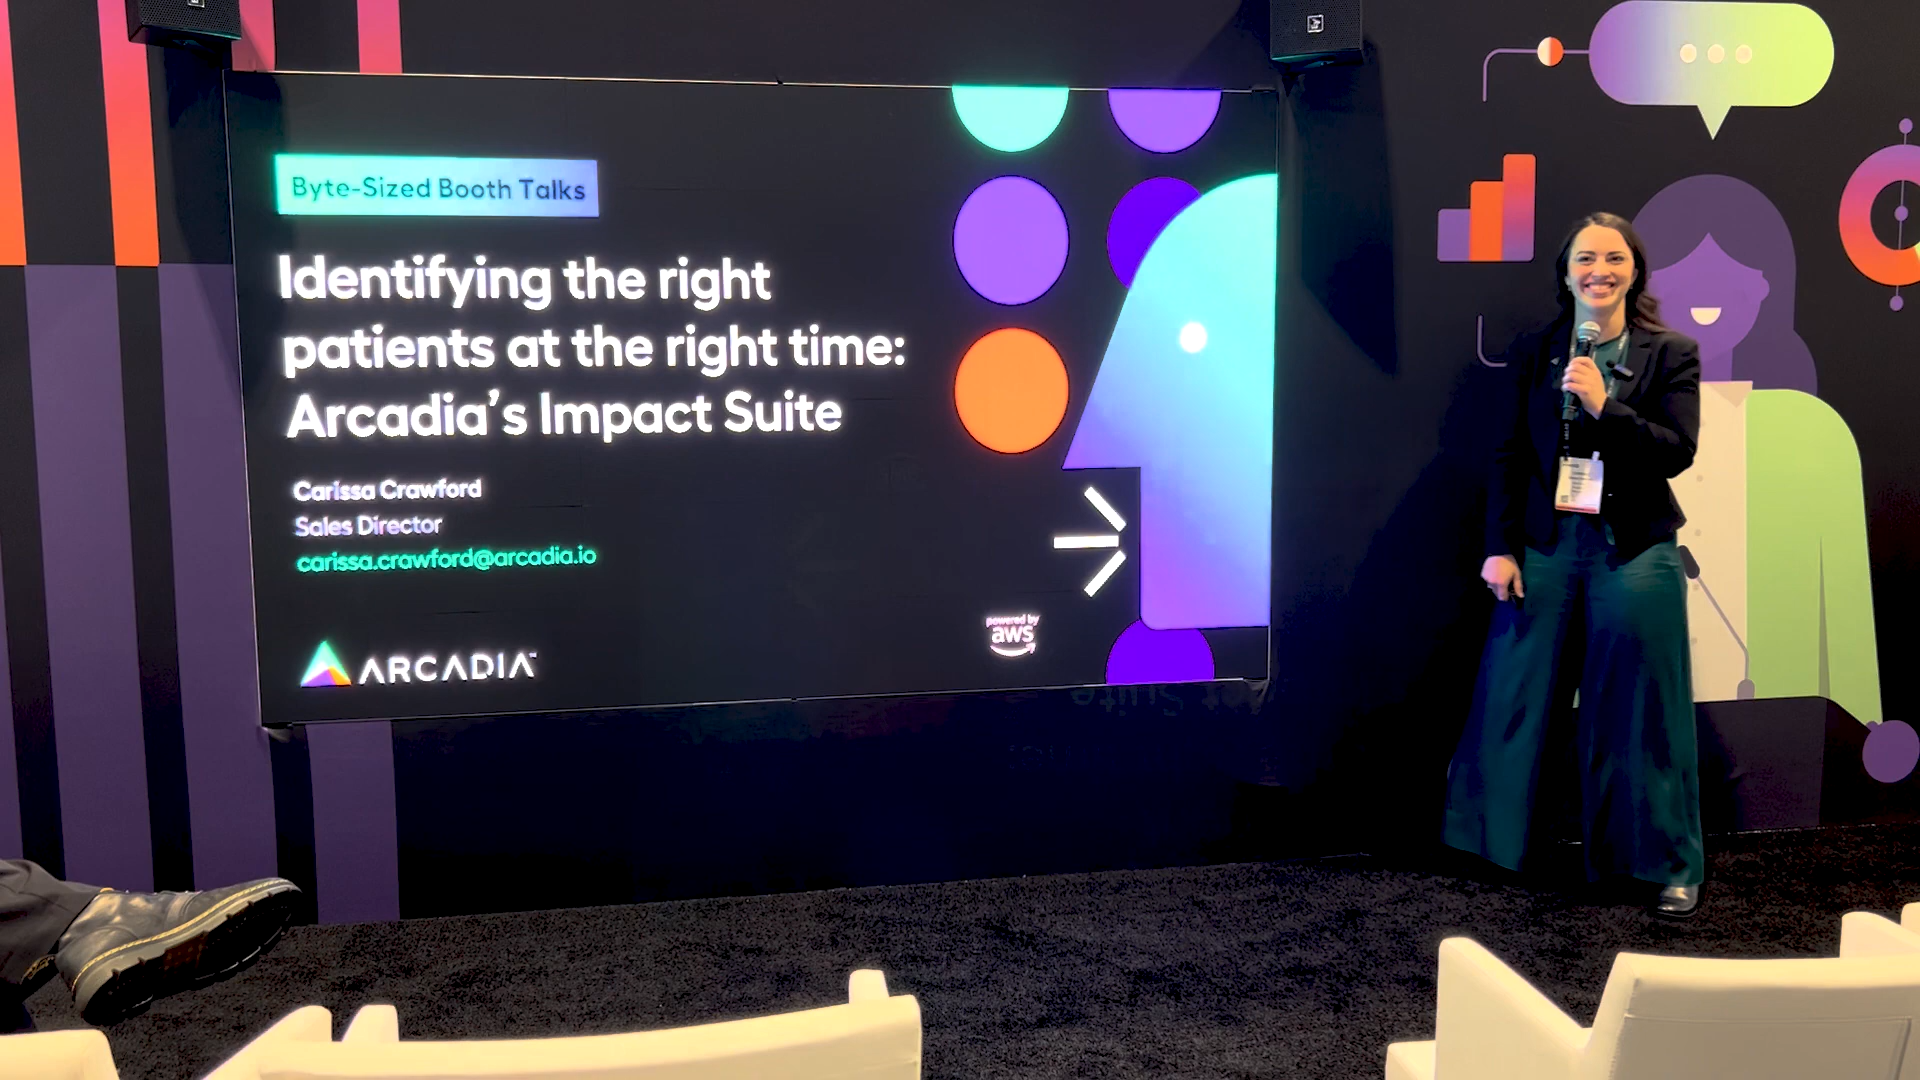 Byte-Sized Booth Talks
Identifying the right
patients at the right time:
Arcadia's Impact Suite
Carissa Crawford
Sales Director
carissa.crawford@arcadia.io
ARCADIA™
powered by
aws